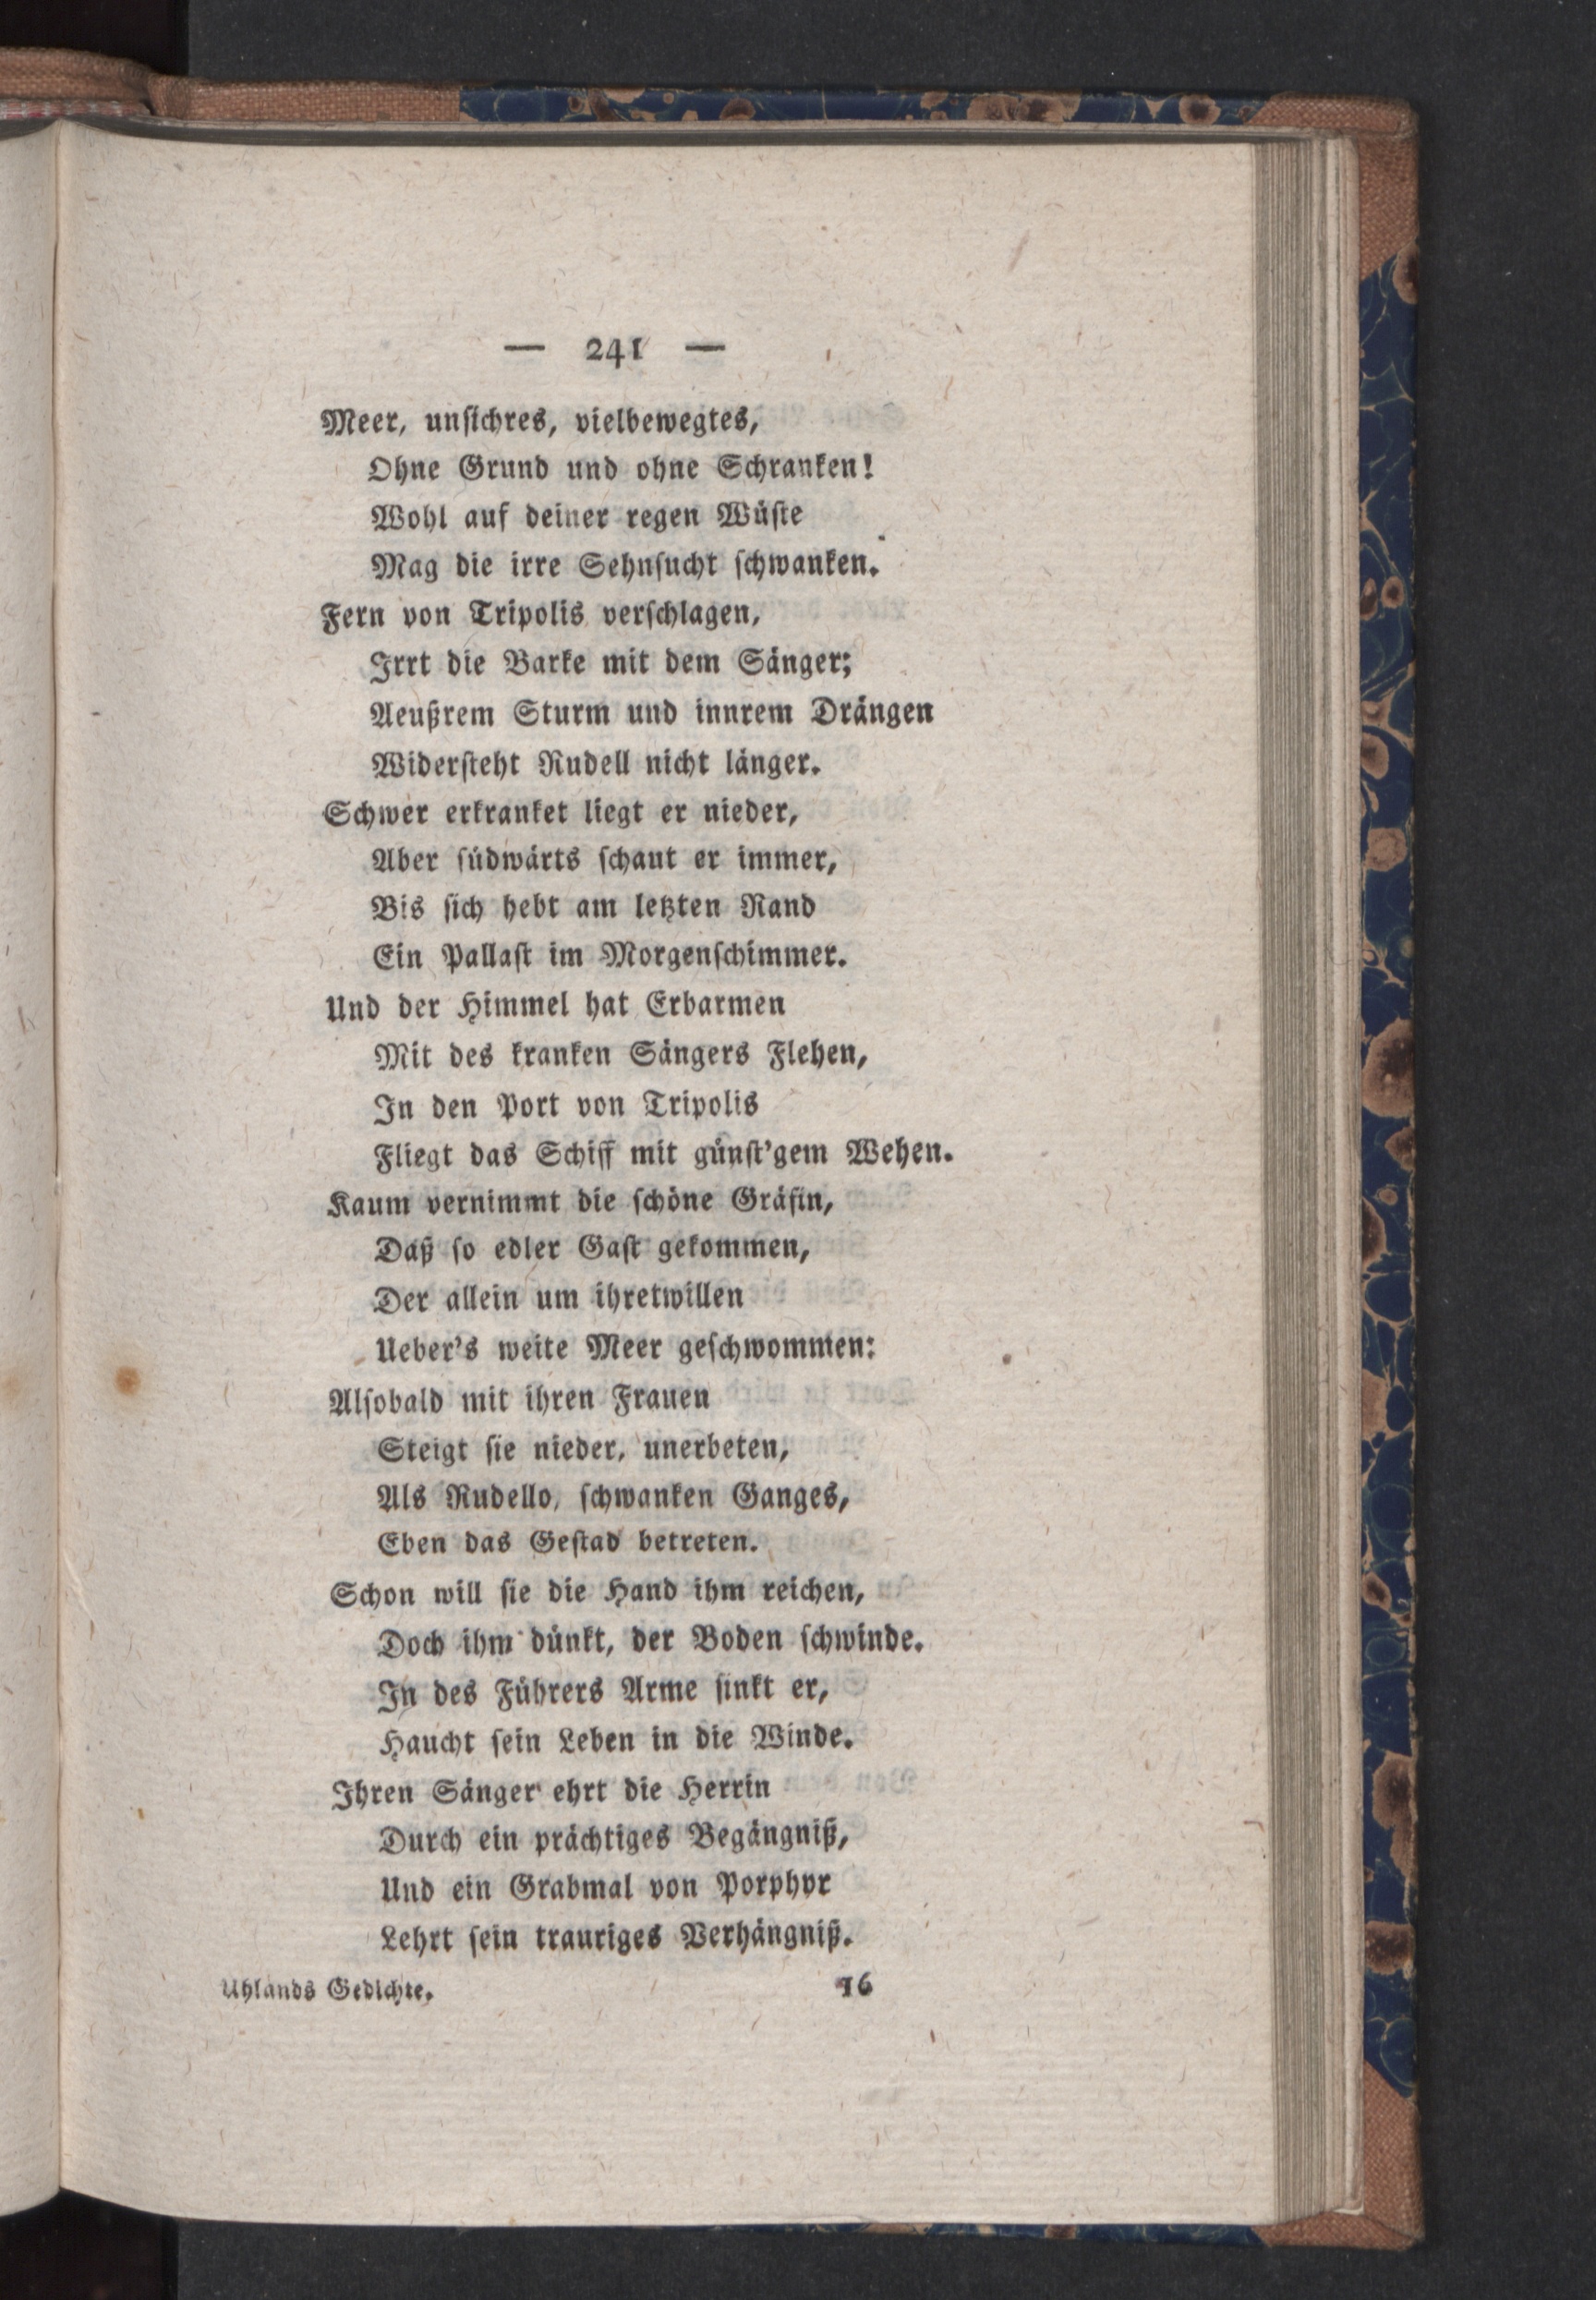 — 241 —
Meer, unſichres, vielbewegtes,
Ohne Grund und ohne Schranken!
Wohl auf deiner regen Wüſte
Mag die irre Sehnſucht ſchwanken.
Fern von Tripolis verſchlagen,
Irrt die Barke mit dem Sänger;
Aeußrem Sturm und innrem Drängen
Widerſteht Rudell nicht länger.
Schwer erkranket liegt er nieder,
Aber ſüdwärts ſchaut er immer,
Bis ſich hebt am letzten Rand
Ein Pallaſt im Morgenſchimmer.
Und der Himmel hat Erbarmen
Mit des kranken Sängers Flehen,
In den Port von Tripolis
Fliegt das Schiff mit günſt'gem Wehen.
Kaum vernimmt die ſchöne Gräfin,
Daß ſo edler Gaſt gekommen,
Der allein um ihretwillen
Ueber's weite Meer geſchwommen:
Alſobald mit ihren Frauen
Steigt ſie nieder, unerbeten,
Als Rudello, ſchwanken Ganges,
Eben das Geſtad betreten.
Schon will ſie die Hand ihm reichen,
Doch ihm dünkt, der Boden ſchwinde.
In des Führers Arme ſinkt er,
Haucht ſein Leben in die Winde.
Ihren Sänger ehrt die Herrin
Durch ein prächtiges Begängniß,
Und ein Grabmal von Porphyr
Lehrt ſein trauriges Verhängniß.
Uhlands Gedichte. 16